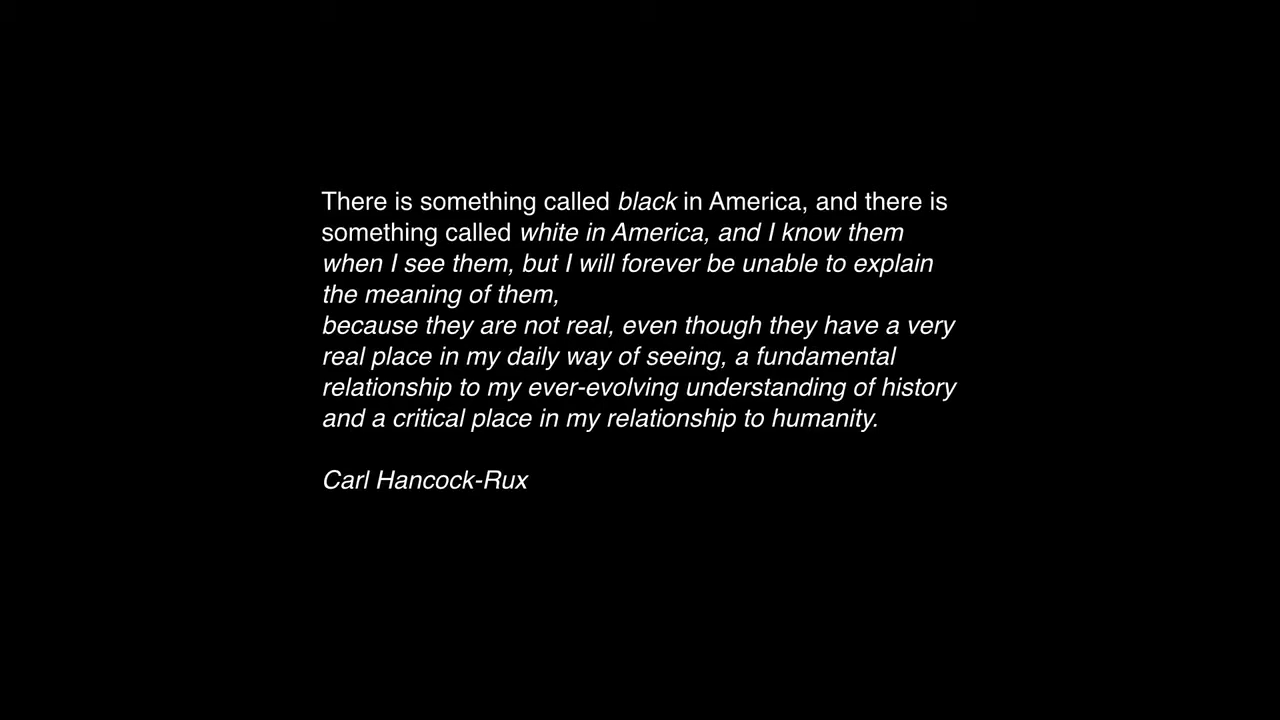 There is something called black in America, and there is
something called white in America, and I know them
when I see them, but I will forever be unable to explain
the meaning of them,
because they are not real, even though they have a very
real place in my daily way of seeing, a fundamental
relationship to my ever-evolving understanding of history
and a critical place in my relationship to humanity.
Carl Hancock-Rux